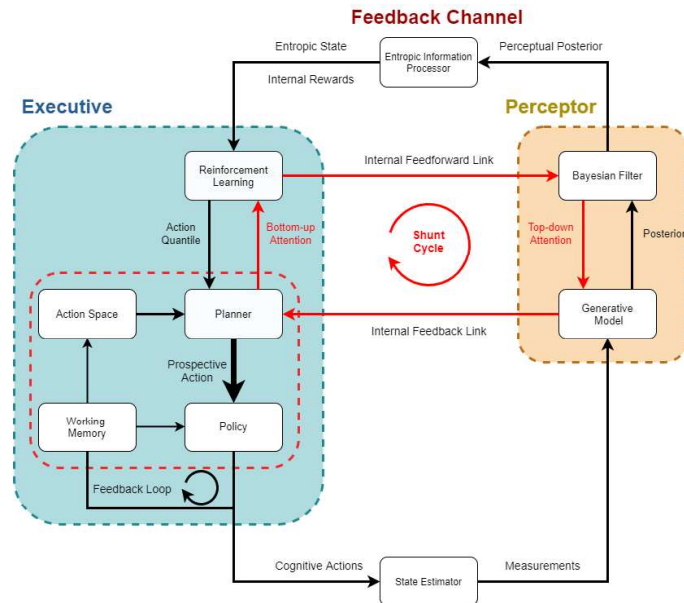 Feedback Channel
Entropic State
Internal Rewards
Entropic Information
Processor
Perceptual Posterior
Executive
Perceptor
Reinforcement
Learning
Internal Feedforward Link
Bayesian Filter
Action
Quantile
Bottom-up
Attention
Shunt
Cycle
Top-down
Attention
Posterior
Action Space
Planner
Internal Feedback Link
Generative
Model
Prospective
Action
Working
Memory
Policy
Feedback Loop
Cognitive Actions
State Estimator
Measurements